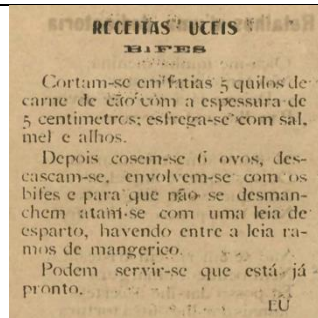 RECEITAS UCEIS
BIFES
Cortam-se em fatias 5 quilos de
carne de cão com a espessura de
5 centimetros; esfrega-se com sal,
mel e alhos.
Depois cosem-se 6 ovos, des-
cascam-se, envolvem-se com os
bifes e para que não se desman-
chem atam-se com uma leia de
esparto, havendo entre a leia ra-
mos de mangerico.
Podem servir-se que está já
pronto.
EU